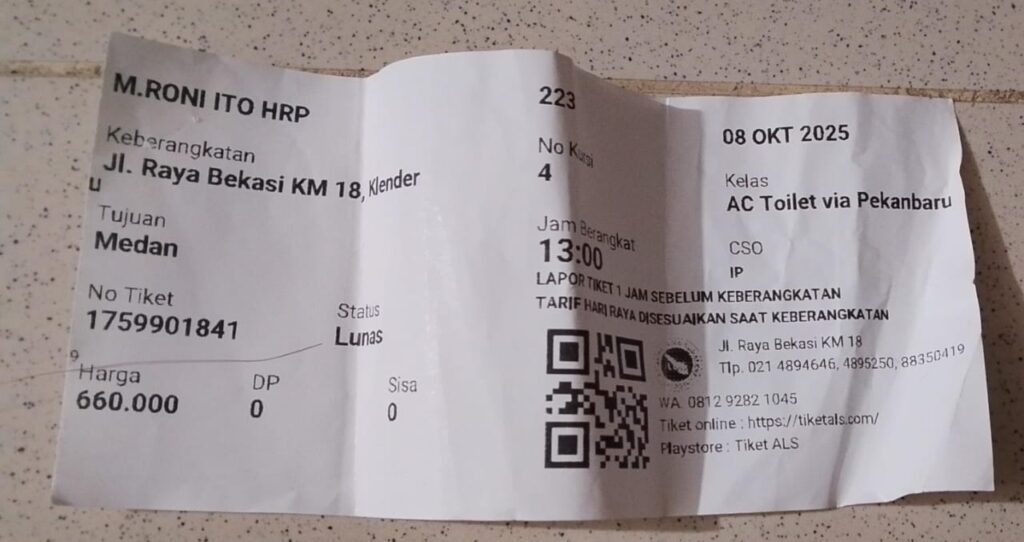 M.RONI ITO HRP
Keberangkatan
Jl. Raya Bekasi KM 18, Klender
u
Tujuan
Medan
No Tiket
1759901841
9
Status
Lunas
Harga
660.000
DP
0
Sisa
0
223
No Kursi
4
Jam Berangkat
13:00
08 OKT 2025
Kelas
AC Toilet via Pekanbaru
CSO
IP
LAPOR TIKET 1 JAM SEBELUM KEBERANGKATAN
TARIF HARI RAYA DISESUAIKAN SAAT KEBERANGKATAN
Jl. Raya Bekasi KM 18
Tlp. 021 4894646, 4895250, 88350419
WA. 0812 9282 1045
Tiket online : https://tiketals.com/
Playstore : Tiket ALS